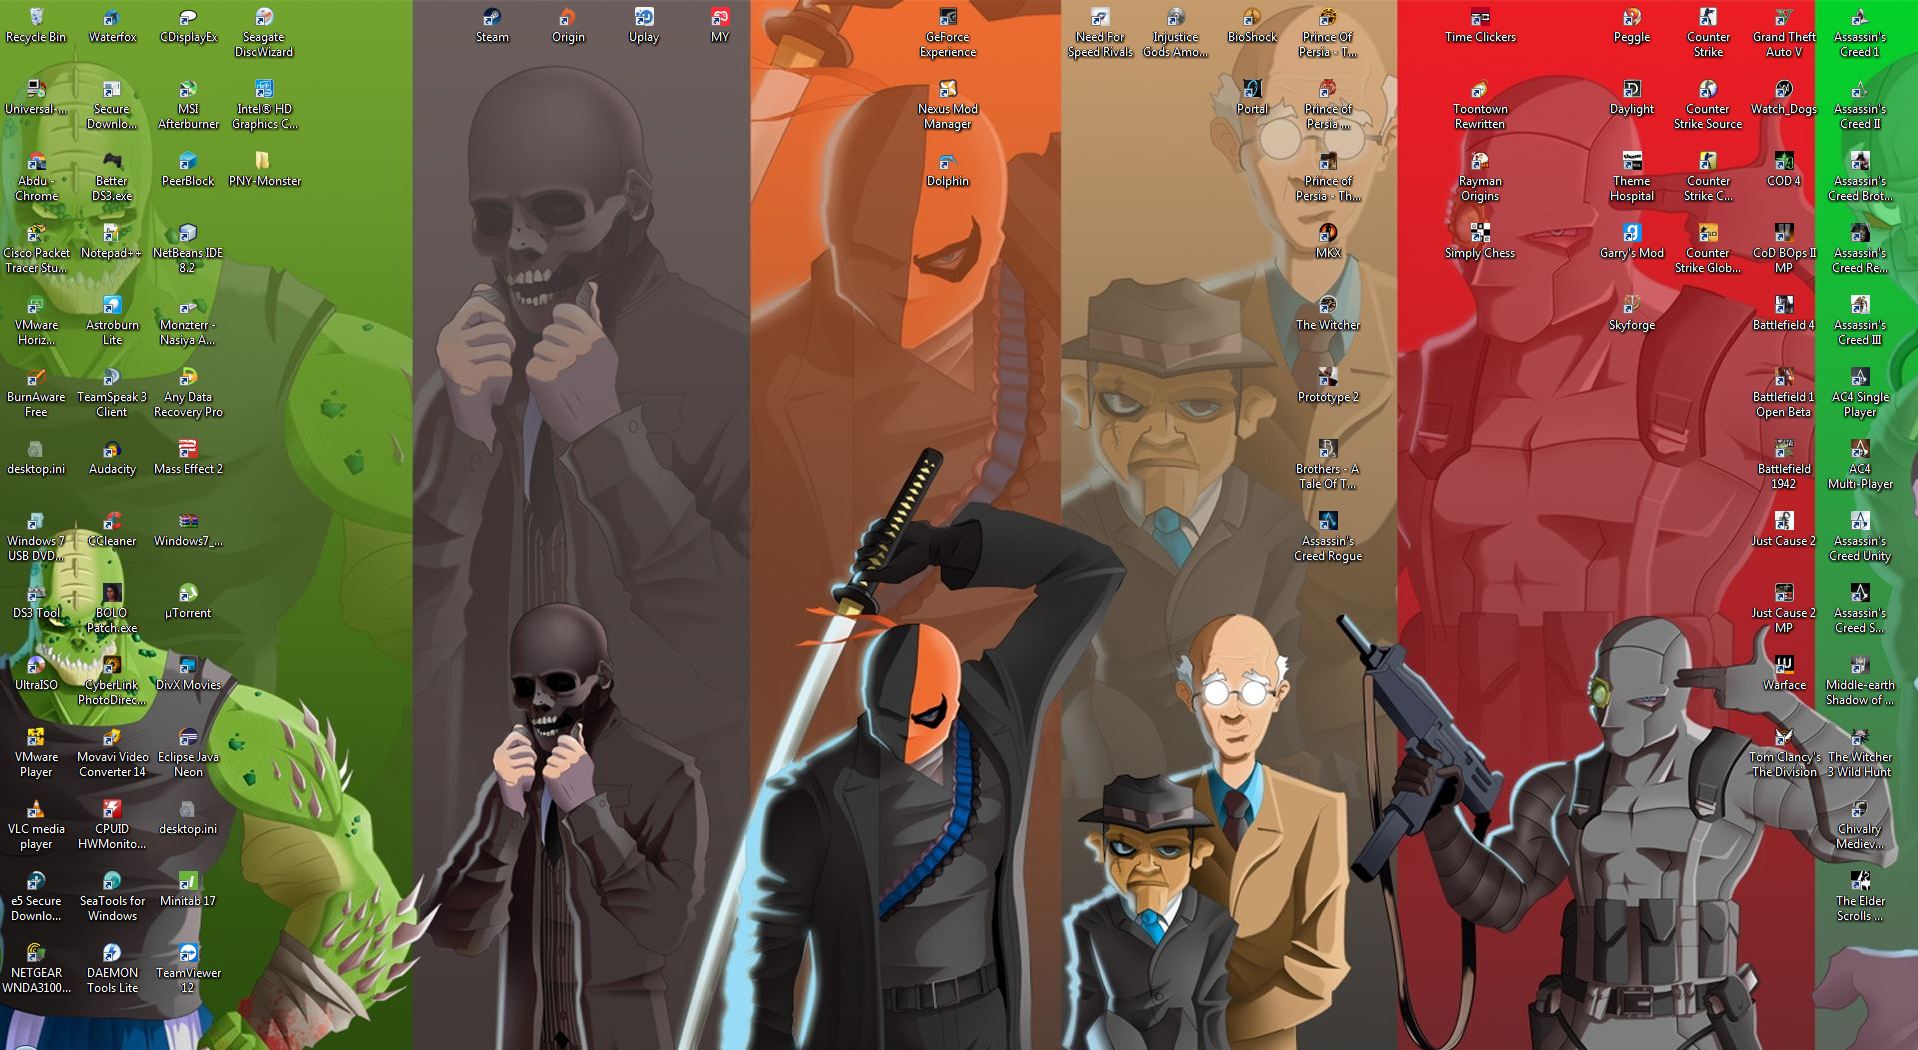 Recycle Bin
Waterfox
CDisplayEx
Seagate
DiscWizard
Steam
Origin
Uplay
MY
GeForce
Experience
Need For
Speed Rivals
Injustice
Gods Amo...
BioShock
Prince Of
Persia - T...
Time Clickers
Peggle
Counter
Strike
Grand Theft
Auto V
Assassin's
Creed 1
Universal-...
Secure
Downlo...
MSI
Afterburner
Intel® HD
Graphics C...
Nexus Mod
Manager
Portal
Prince of
Persia ...
Toontown
Rewritten
Daylight
Counter
Strike Source
Watch_Dogs
Assassin's
Creed II
Abdu -
Chrome
Better
DS3.exe
PeerBlock
PNY-Monster
Dolphin
Prince of
Persia - Th...
Rayman
Origins
Theme
Hospital
Counter
Strike C...
COD 4
Assassin's
Creed Brot...
Cisco Packet
Tracer Stu...
Notepad++
NetBeans IDE
8.2
MKX
Simply Chess
Garry's Mod
Counter
Strike Glob...
CoD BOps II
MP
Assassin's
Creed Re...
VMware
Horiz...
Astroburn
Lite
Monzterr -
Nasiya A...
The Witcher
Skyforge
Battlefield 4
Assassin's
Creed III
BurnAware
Free
TeamSpeak 3
Client
Any Data
Recovery Pro
Prototype 2
Battlefield 1
Open Beta
AC4 Single
Player
desktop.ini
Audacity
Mass Effect 2
Brothers - A
Tale Of T...
Battlefield
1942
AC4
Multi-Player
Windows 7
USB DVD...
CCleaner
Windows7_...
Assassin's
Creed Rogue
Just Cause 2
Assassin's
Creed Unity
DS3 Tool
BOLO
Patch.exe
µTorrent
Just Cause 2
MP
Assassin's
Creed S...
UltraISO
CyberLink
PhotoDirec...
DivX Movies
Warface
Middle-earth
Shadow of ...
VMware
Player
Movavi Video
Converter 14
Eclipse Java
Neon
Tom Clancy's
The Division
The Witcher
3 Wild Hunt
VLC media
player
CPUID
HWMonito...
desktop.ini
Chivalry
Mediev...
e5 Secure
Downlo...
SeaTools for
Windows
Minitab 17
The Elder
Scrolls ...
NETGEAR
WNDA3100...
DAEMON
Tools Lite
TeamViewer
12